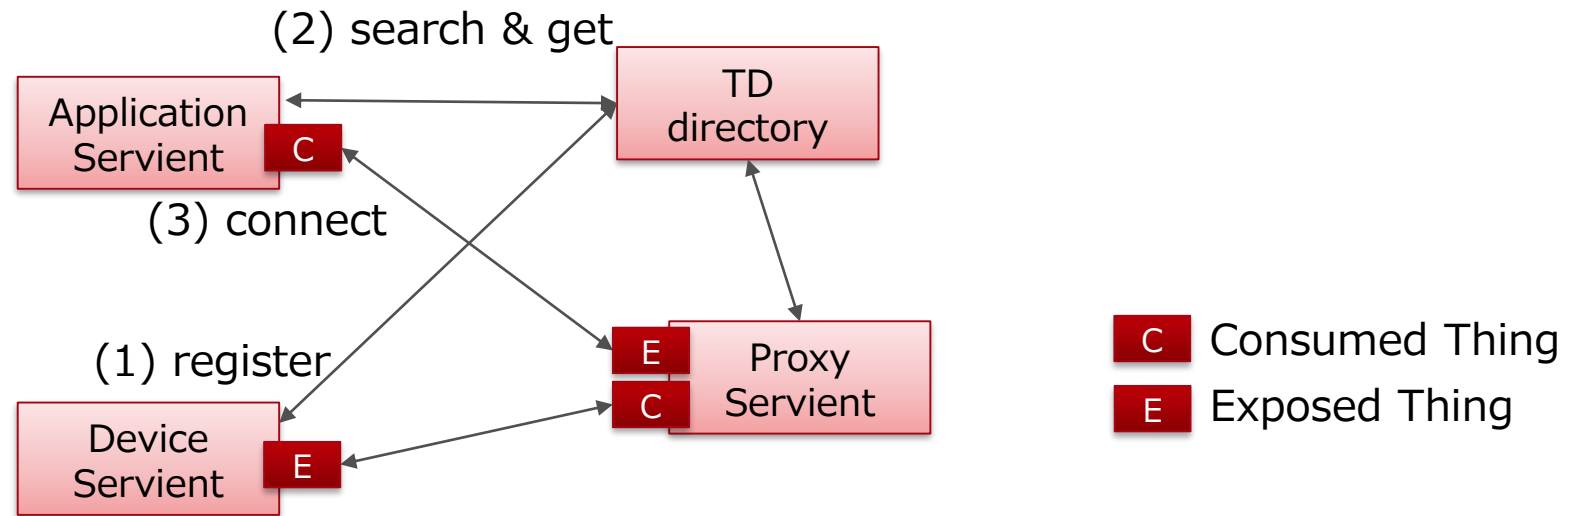 (2) search & get
TD
directory
Application
Servient
C
(3) connect
(1) register
E
Proxy
Servient
C
Device
Servient
E
C
Consumed Thing
E
Exposed Thing